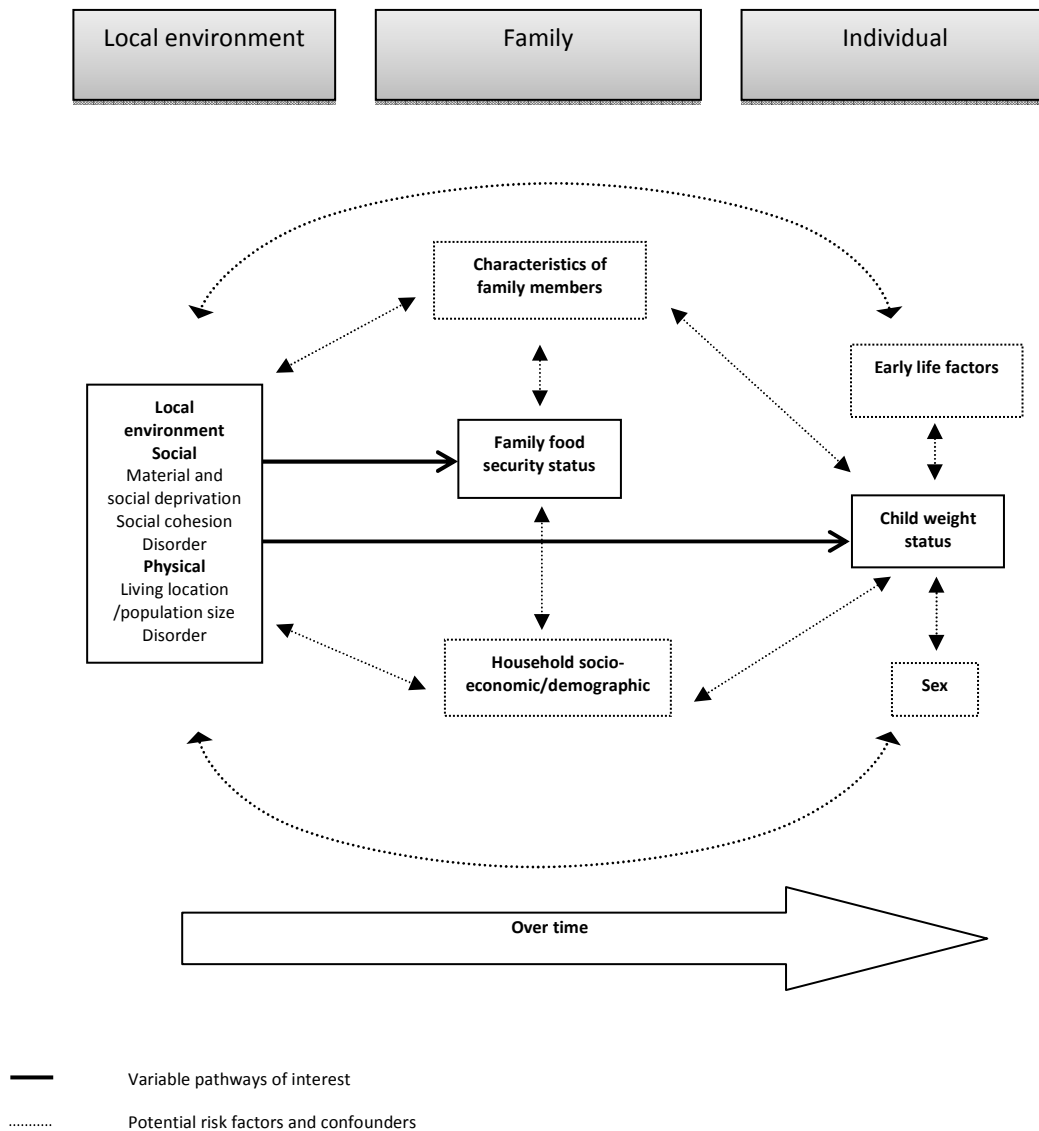 Local environment
Family
Individual
Characteristics of
family members
Early life factors
Local
environment
Social
Material and
social deprivation
Social cohesion
Disorder
Physical
Living location
/population size
Disorder
Family food
security status
Child weight
status
Household socio-
economic/demographic
Sex
Over time
Variable pathways of interest
........... Potential risk factors and confounders